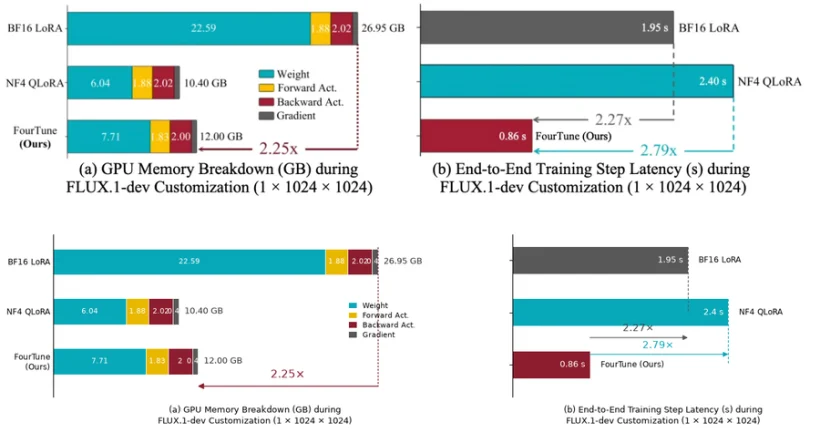 BF16 LoRA
22.59
1.88
2.02
26.95 GB
NF4 QLoRA
6.04
1.88
2.02
10.40 GB
FourTune
(Ours)
7.71
1.83
2.00
12.00 GB
Weight
Forward Act.
Backward Act.
Gradient
2.25x
(a) GPU Memory Breakdown (GB) during
FLUX.1-dev Customization (1 × 1024 × 1024)
1.95 s
BF16 LoRA
2.40 s
NF4 QLoRA
2.27x
0.86 s
FourTune (Ours)
2.79x
(b) End-to-End Training Step Latency (s) during
FLUX.1-dev Customization (1 × 1024 × 1024)
BF16 LoRA
22.59
1.88
2.02
26.95 GB
NF4 QLoRA
6.04
1.88
2.02
10.40 GB
FourTune
(Ours)
7.71
1.83
2
12.00 GB
Weight
Forward Act.
Backward Act.
Gradient
2.25×
(a) GPU Memory Breakdown (GB) during
FLUX.1-dev Customization (1 × 1024 × 1024)
1.95 s
BF16 LoRA
2.4 s
NF4 QLoRA
2.27×
2.79×
0.86 s
FourTune (Ours)
(b) End-to-End Training Step Latency (s) during
FLUX.1-dev Customization (1 × 1024 × 1024)